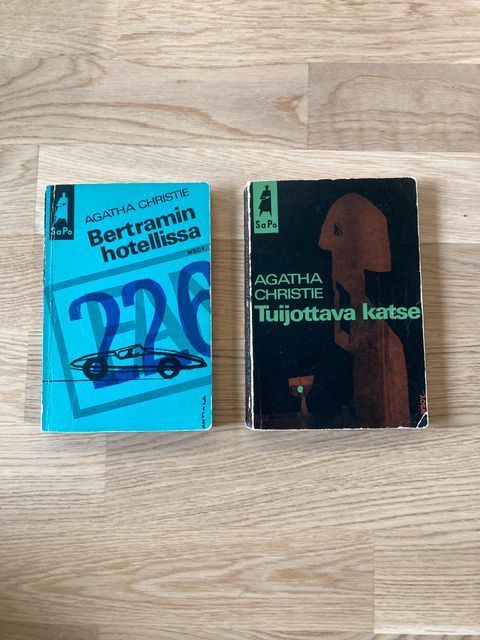 SaPo
AGATHA CHRISTIE
Bertramin
hotellissa
WSOY
226
SaPo
AGATHA
CHRISTIE
Tuijottava katse
WSOY